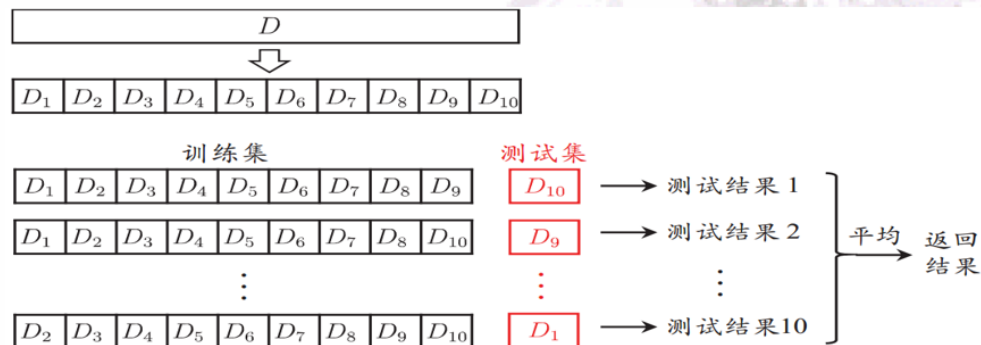 D
D₁ D₂ D₃ D₄ D₅ D₆ D₇ D₈ D₉ D₁₀
训练集 测试集
D₁ D₂ D₃ D₄ D₅ D₆ D₇ D₈ D₉ D₁₀ 测试结果 1
D₁ D₂ D₃ D₄ D₅ D₆ D₇ D₈ D₁₀ D₉ 测试结果 2
平均 返回
结果
⋮ ⋮ ⋮
D₂ D₃ D₄ D₅ D₆ D₇ D₈ D₉ D₁₀ D₁ 测试结果10